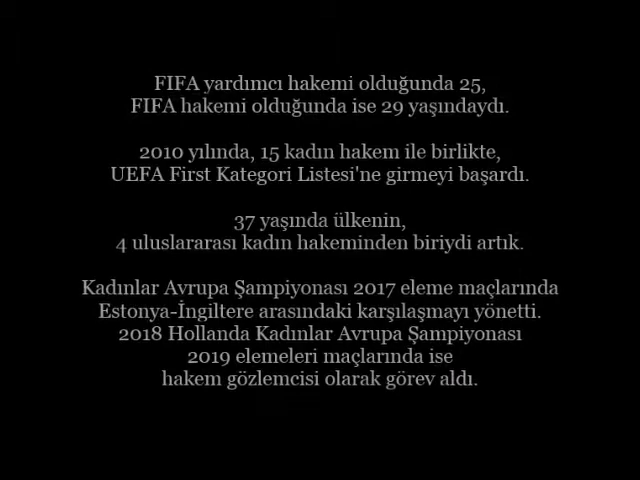 FIFA yardımcı hakemi olduğunda 25,
FIFA hakemi olduğunda ise 29 yaşındaydı.
2010 yılında, 15 kadın hakem ile birlikte,
UEFA First Kategori Listesi'ne girmeyi başardı.
37 yaşında ülkenin,
4 uluslararası kadın hakeminden biriydi artık.
Kadınlar Avrupa Şampiyonası 2017 eleme maçlarında
Estonya-İngiltere arasındaki karşılaşmayı yönetti.
2018 Hollanda Kadınlar Avrupa Şampiyonası
2019 elemeleri maçlarında ise
hakem gözlemcisi olarak görev aldı.